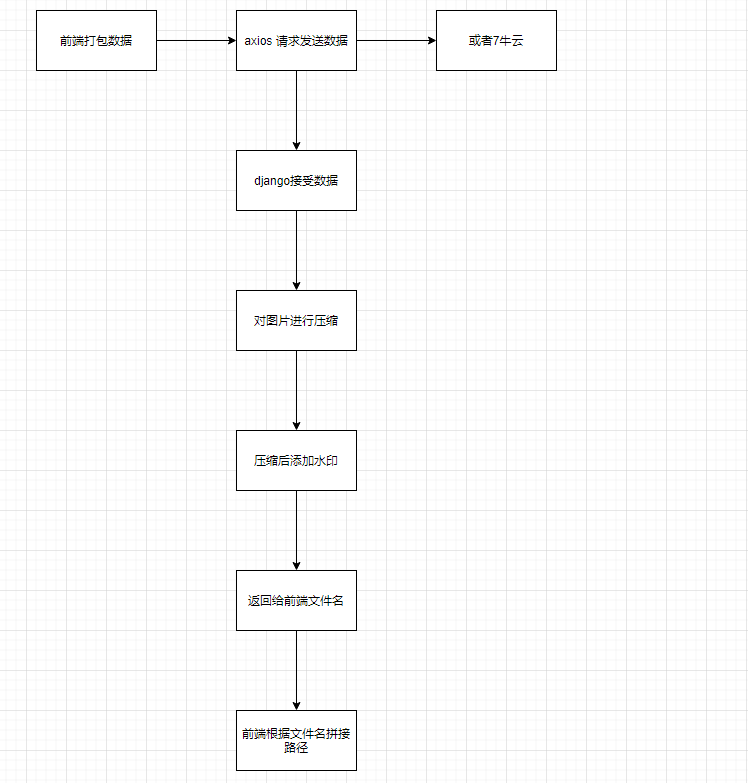 前端打包数据
axios 请求发送数据
或者7牛云
django接受数据
对图片进行压缩
压缩后添加水印
返回给前端文件名
前端根据文件名拼接
路径